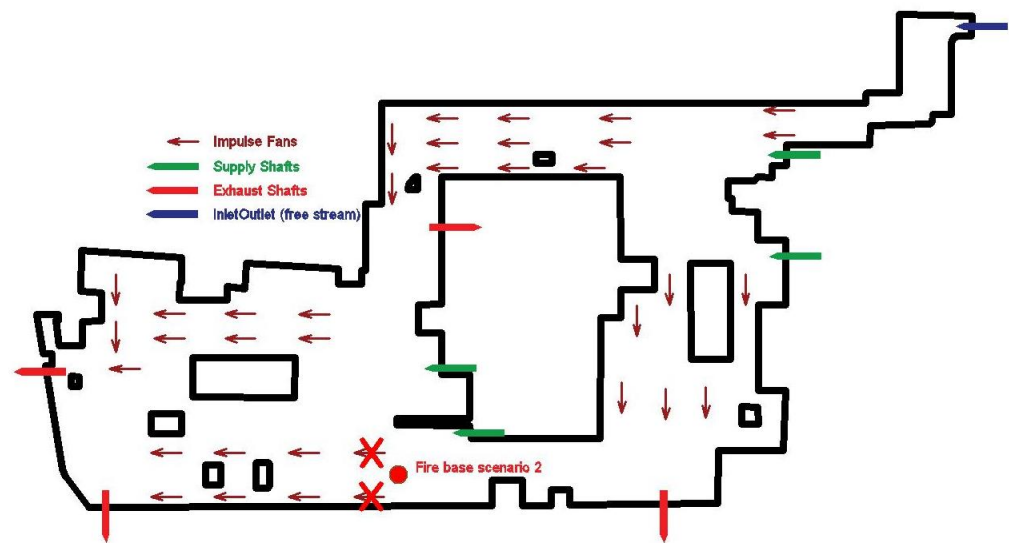 Impulse Fans
Supply Shafts
Exhaust Shafts
InletOutlet (free stream)
Fire base scenario 2